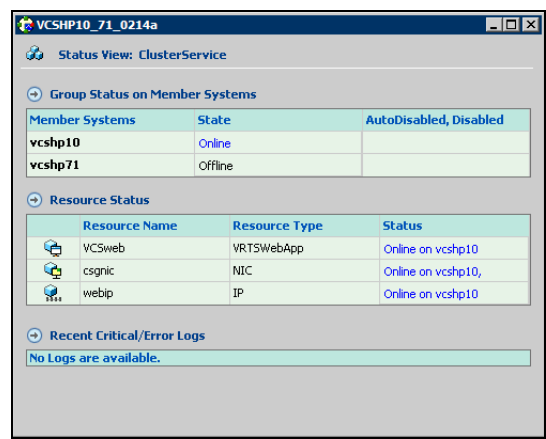 VCSHP10_71_0214a
Status View: ClusterService
Group Status on Member Systems
Member Systems State AutoDisabled, Disabled
vcshp10 Online
vcshp71 Offline
Resource Status
Resource Name Resource Type Status
VCSweb VRTSWebApp Online on vcshp10
csgnic NIC Online on vcshp10,
webip IP Online on vcshp10
Recent Critical/Error Logs
No Logs are available.